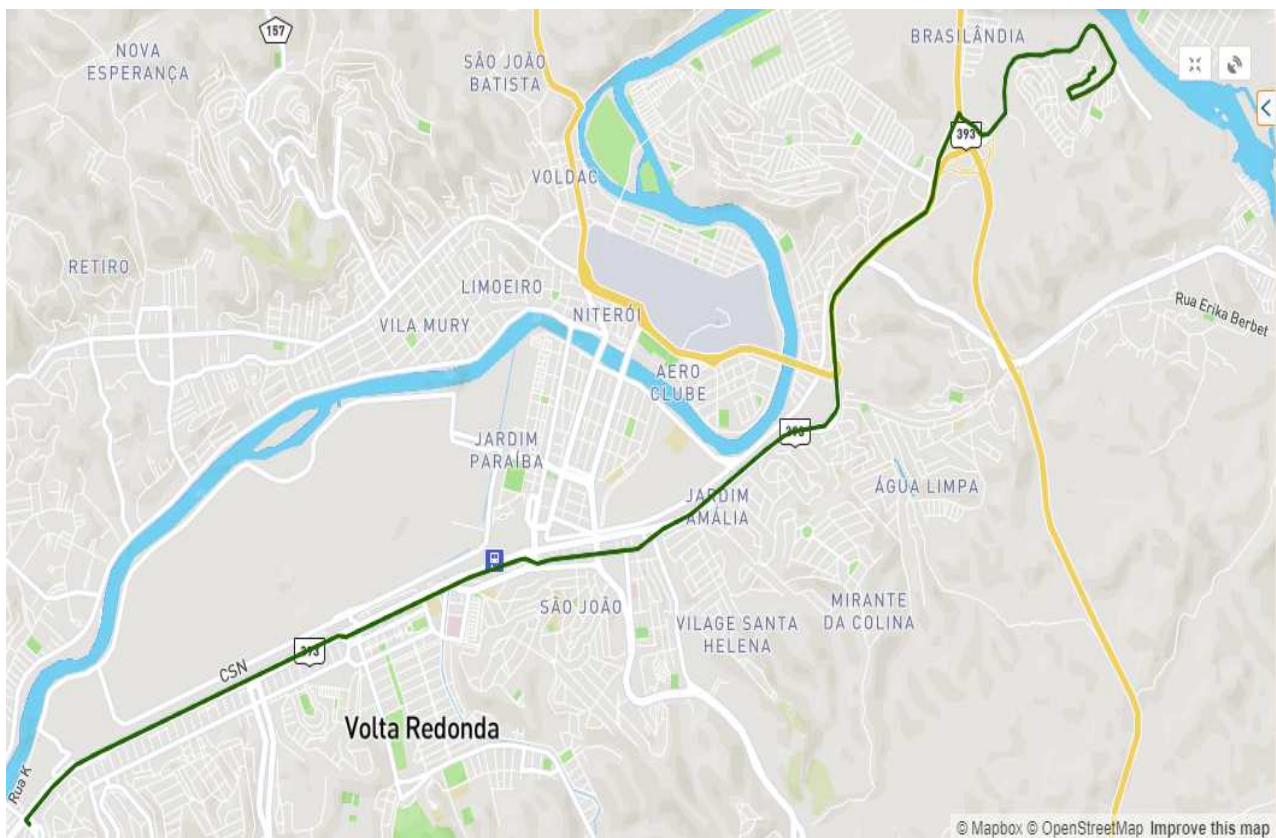 157
NOVA
ESPERANÇA
SÃO JOÃO
BATISTA
BRASILÂNDIA
393
VOLDAC
RETIRO
LIMOEIRO
NITERÓI
VILA MURY
Rua Erika Berbet
AERO
CLUBE
393
JARDIM
PARAÍBA
JARDIM
AMÁLIA
ÁGUA LIMPA
SÃO JOÃO
MIRANTE
DA COLINA
VILAGE SANTA
HELENA
393
CSN
Volta Redonda
Rua K
© Mapbox © OpenStreetMap Improve this map